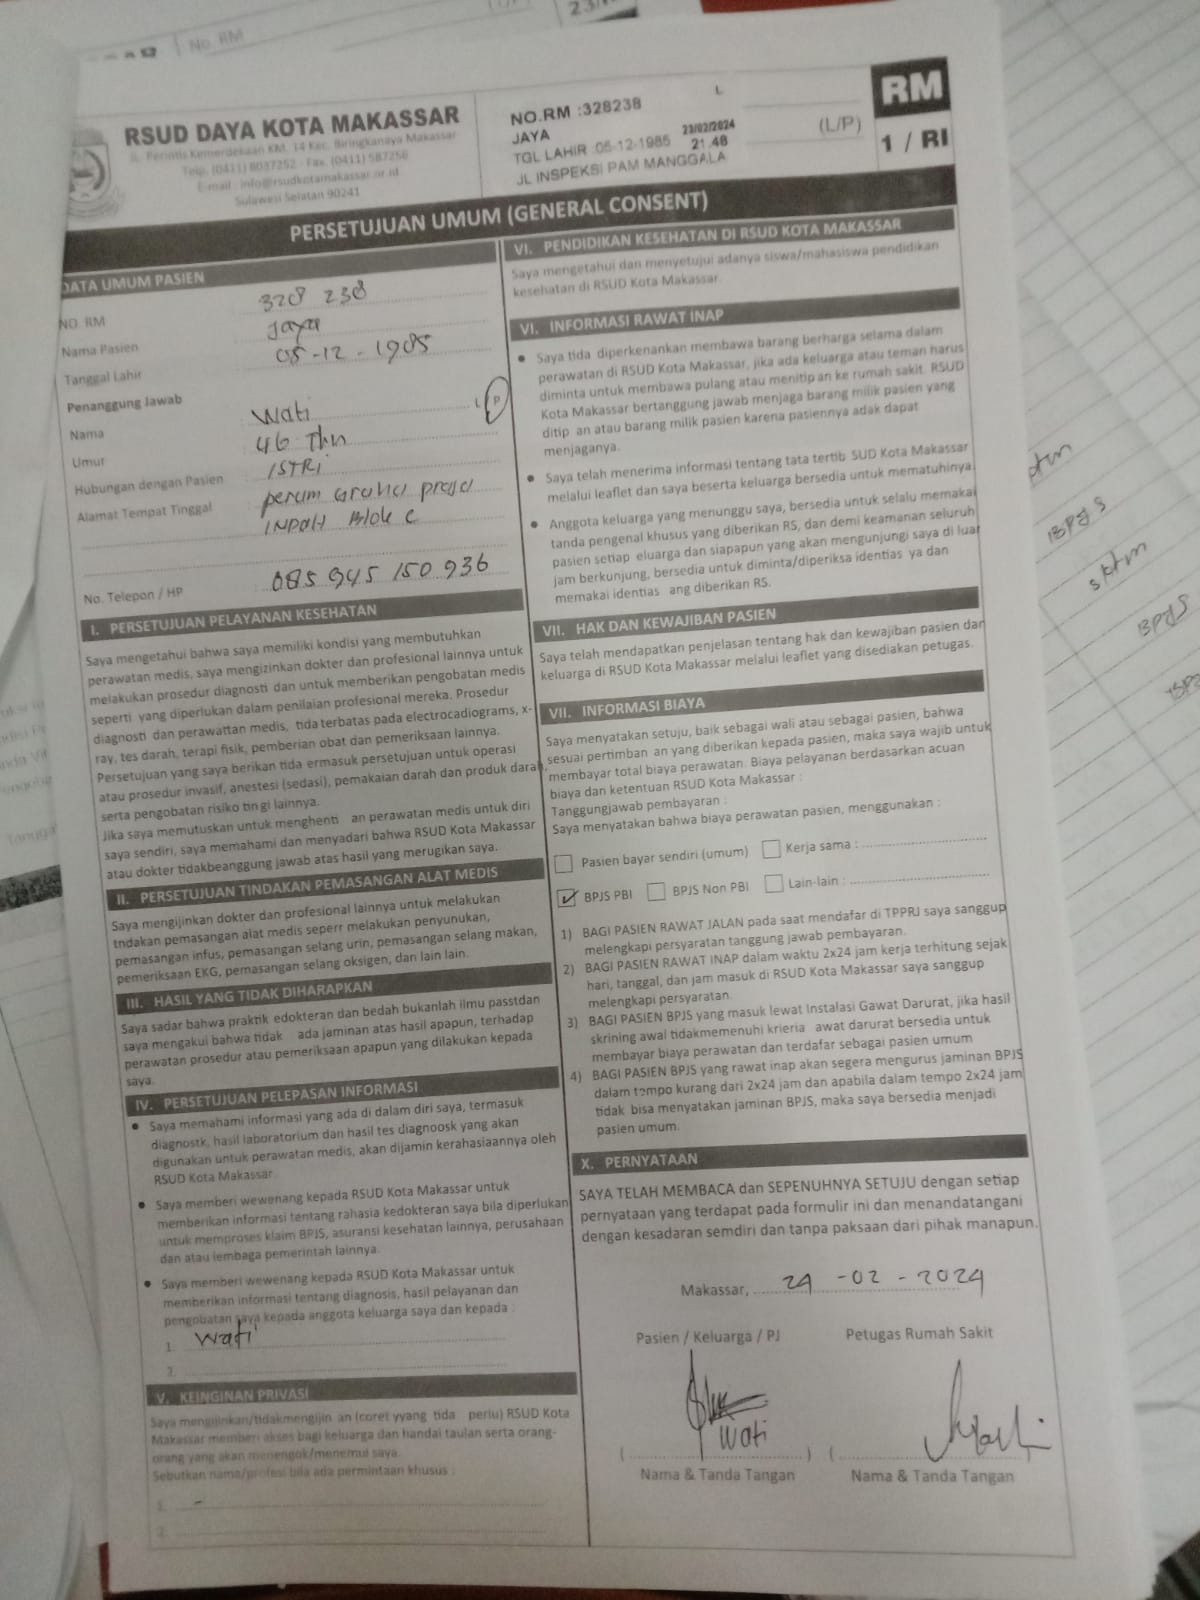 No. RM
23/
RSUD DAYA KOTA MAKASSAR
JL. Perintis Kemerdekaan KM. 14 Kec. Biringkanaya Makassar
Telp. (0411) 8037252 - Fax. (0411) 587256
E-mail : info@rsudkotamakassar.or.id
Sulawesi Selatan 90241
NO.RM :328238
L
JAYA
23/02/2024
TGL LAHIR :05-12-1985 21.48
JL INSPEKSI PAM MANGGALA
(L/P)
RM
1 / RI
PERSETUJUAN UMUM (GENERAL CONSENT)
DATA UMUM PASIEN
NO. RM 328 238
Nama Pasien Jaya
Tanggal Lahir 05-12-1985
Penanggung Jawab
Nama Wati L P
Umur 46 Thn
Hubungan dengan Pasien ISTRI
Alamat Tempat Tinggal perum Graha
INDAH Blok C
No. Telepon / HP : 085 945 150 936
I. PERSETUJUAN PELAYANAN KESEHATAN
Saya mengetahui bahwa saya memiliki kondisi yang membutuhkan
perawatan medis, saya mengizinkan dokter dan profesional lainnya untuk
melakukan prosedur diagnosti dan untuk memberikan pengobatan medis
seperti yang diperlukan dalam penilaian profesional mereka. Prosedur
diagnosti dan perawattan medis, tida terbatas pada electrocadiograms, x-
ray, tes darah, terapi fisik, pemberian obat dan pemeriksaan lainnya.
Persetujuan yang saya berikan tida ermasuk persetujuan untuk operasi
atau prosedur invasif, anestesi (sedasi), pemakaian darah dan produk darah,
serta pengobatan risiko tin gi lainnya.
Jika saya memutuskan untuk menghenti an perawatan medis untuk diri
saya sendiri, saya memahami dan menyadari bahwa RSUD Kota Makassar
atau dokter tidakbeanggung jawab atas hasil yang merugikan saya.
II. PERSETUJUAN TINDAKAN PEMASANGAN ALAT MEDIS
Saya mengijinkan dokter dan profesional lainnya untuk melakukan
tndakan pemasangan alat medis seperr melakukan penyunukan,
pemasangan infus, pemasangan selang urin, pemasangan selang makan,
pemeriksaan EKG, pemasangan selang oksigen, dan lain lain.
III. HASIL YANG TIDAK DIHARAPKAN
Saya sadar bahwa praktik edokteran dan bedah bukanlah ilmu passtdan
saya mengakui bahwa tidak ada jaminan atas hasil apapun, terhadap
perawatan prosedur atau pemeriksaan apapun yang dilakukan kepada
saya.
IV. PERSETUJUAN PELEPASAN INFORMASI
• Saya memahami informasi yang ada di dalam diri saya, termasuk
diagnostk, hasil laboratorium dan hasil tes diagnoosk yang akan
digunakan untuk perawatan medis, akan dijamin kerahasiaannya oleh
RSUD Kota Makassar.
• Saya memberi wewenang kepada RSUD Kota Makassar untuk
memberikan informasi tentang rahasia kedokteran saya bila diperlukan
untuk memproses klaim BPJS, asuransi kesehatan lainnya, perusahaan
dan atau lembaga pemerintah lainnya.
• Saya memberi wewenang kepada RSUD Kota Makassar untuk
memberikan informasi tentang diagnosis, hasil pelayanan dan
pengobatan saya kepada anggota keluarga saya dan kepada :
1. Wati
2.
V. KEINGINAN PRIVASI
Saya mengijinkan/tidakmengijin an (coret yyang tida perlu) RSUD Kota
Makassar memberi akses bagi keluarga dan handai taulan serta orang-
orang yang akan menengok/menemui saya.
Sebutkan nama/profesi bila ada permintaan khusus :
1. -
2.
VI. PENDIDIKAN KESEHATAN DI RSUD KOTA MAKASSAR
Saya mengetahui dan menyetujui adanya siswa/mahasiswa pendidikan
kesehatan di RSUD Kota Makassar.
VI. INFORMASI RAWAT INAP
• Saya tida diperkenankan membawa barang berharga selama dalam
perawatan di RSUD Kota Makassar, jika ada keluarga atau teman harus
diminta untuk membawa pulang atau menitip an ke rumah sakit. RSUD
Kota Makassar bertanggung jawab menjaga barang milik pasien yang
ditip an atau barang milik pasien karena pasiennya adak dapat
menjaganya.
• Saya telah menerima informasi tentang tata tertib SUD Kota Makassar
melalui leaflet dan saya beserta keluarga bersedia untuk mematuhinya
• Anggota keluarga yang menunggu saya, bersedia untuk selalu memakai
tanda pengenal khusus yang diberikan RS, dan demi keamanan seluruh
pasien setiap eluarga dan siapapun yang akan mengunjungi saya di luar
jam berkunjung, bersedia untuk diminta/diperiksa identias ya dan
memakai identias ang diberikan RS.
VII. HAK DAN KEWAJIBAN PASIEN
Saya telah mendapatkan penjelasan tentang hak dan kewajiban pasien dan
keluarga di RSUD Kota Makassar melalui leaflet yang disediakan petugas.
VII. INFORMASI BIAYA
Saya menyatakan setuju, baik sebagai wali atau sebagai pasien, bahwa
sesuai pertimban an yang diberikan kepada pasien, maka saya wajib untuk
membayar total biaya perawatan. Biaya pelayanan berdasarkan acuan
biaya dan ketentuan RSUD Kota Makassar :
Tanggungjawab pembayaran :
Saya menyatakan bahwa biaya perawatan pasien, menggunakan :
Pasien bayar sendiri (umum) Kerja sama :
✓ BPJS PBI BPJS Non PBI Lain-lain :
1) BAGI PASIEN RAWAT JALAN pada saat mendafar di TPPRJ saya sanggup
melengkapi persyaratan tanggung jawab pembayaran.
2) BAGI PASIEN RAWAT INAP dalam waktu 2x24 jam kerja terhitung sejak
hari, tanggal, dan jam masuk di RSUD Kota Makassar saya sanggup
melengkapi persyaratan.
3) BAGI PASIEN BPJS yang masuk lewat Instalasi Gawat Darurat, jika hasil
skrining awal tidakmemenuhi krieria awat darurat bersedia untuk
membayar biaya perawatan dan terdafar sebagai pasien umum
4) BAGI PASIEN BPJS yang rawat inap akan segera mengurus jaminan BPJS
dalam tempo kurang dari 2x24 jam dan apabila dalam tempo 2x24 jam
tidak bisa menyatakan jaminan BPJS, maka saya bersedia menjadi
pasien umum.
X. PERNYATAAN
SAYA TELAH MEMBACA dan SEPENUHNYA SETUJU dengan setiap
pernyataan yang terdapat pada formulir ini dan menandatangani
dengan kesadaran semdiri dan tanpa paksaan dari pihak manapun.
Makassar, 24 -02 - 2024
Pasien / Keluarga / PJ Petugas Rumah Sakit
Wati
Nama & Tanda Tangan Nama & Tanda Tangan
BPJS
sktm
BPJS